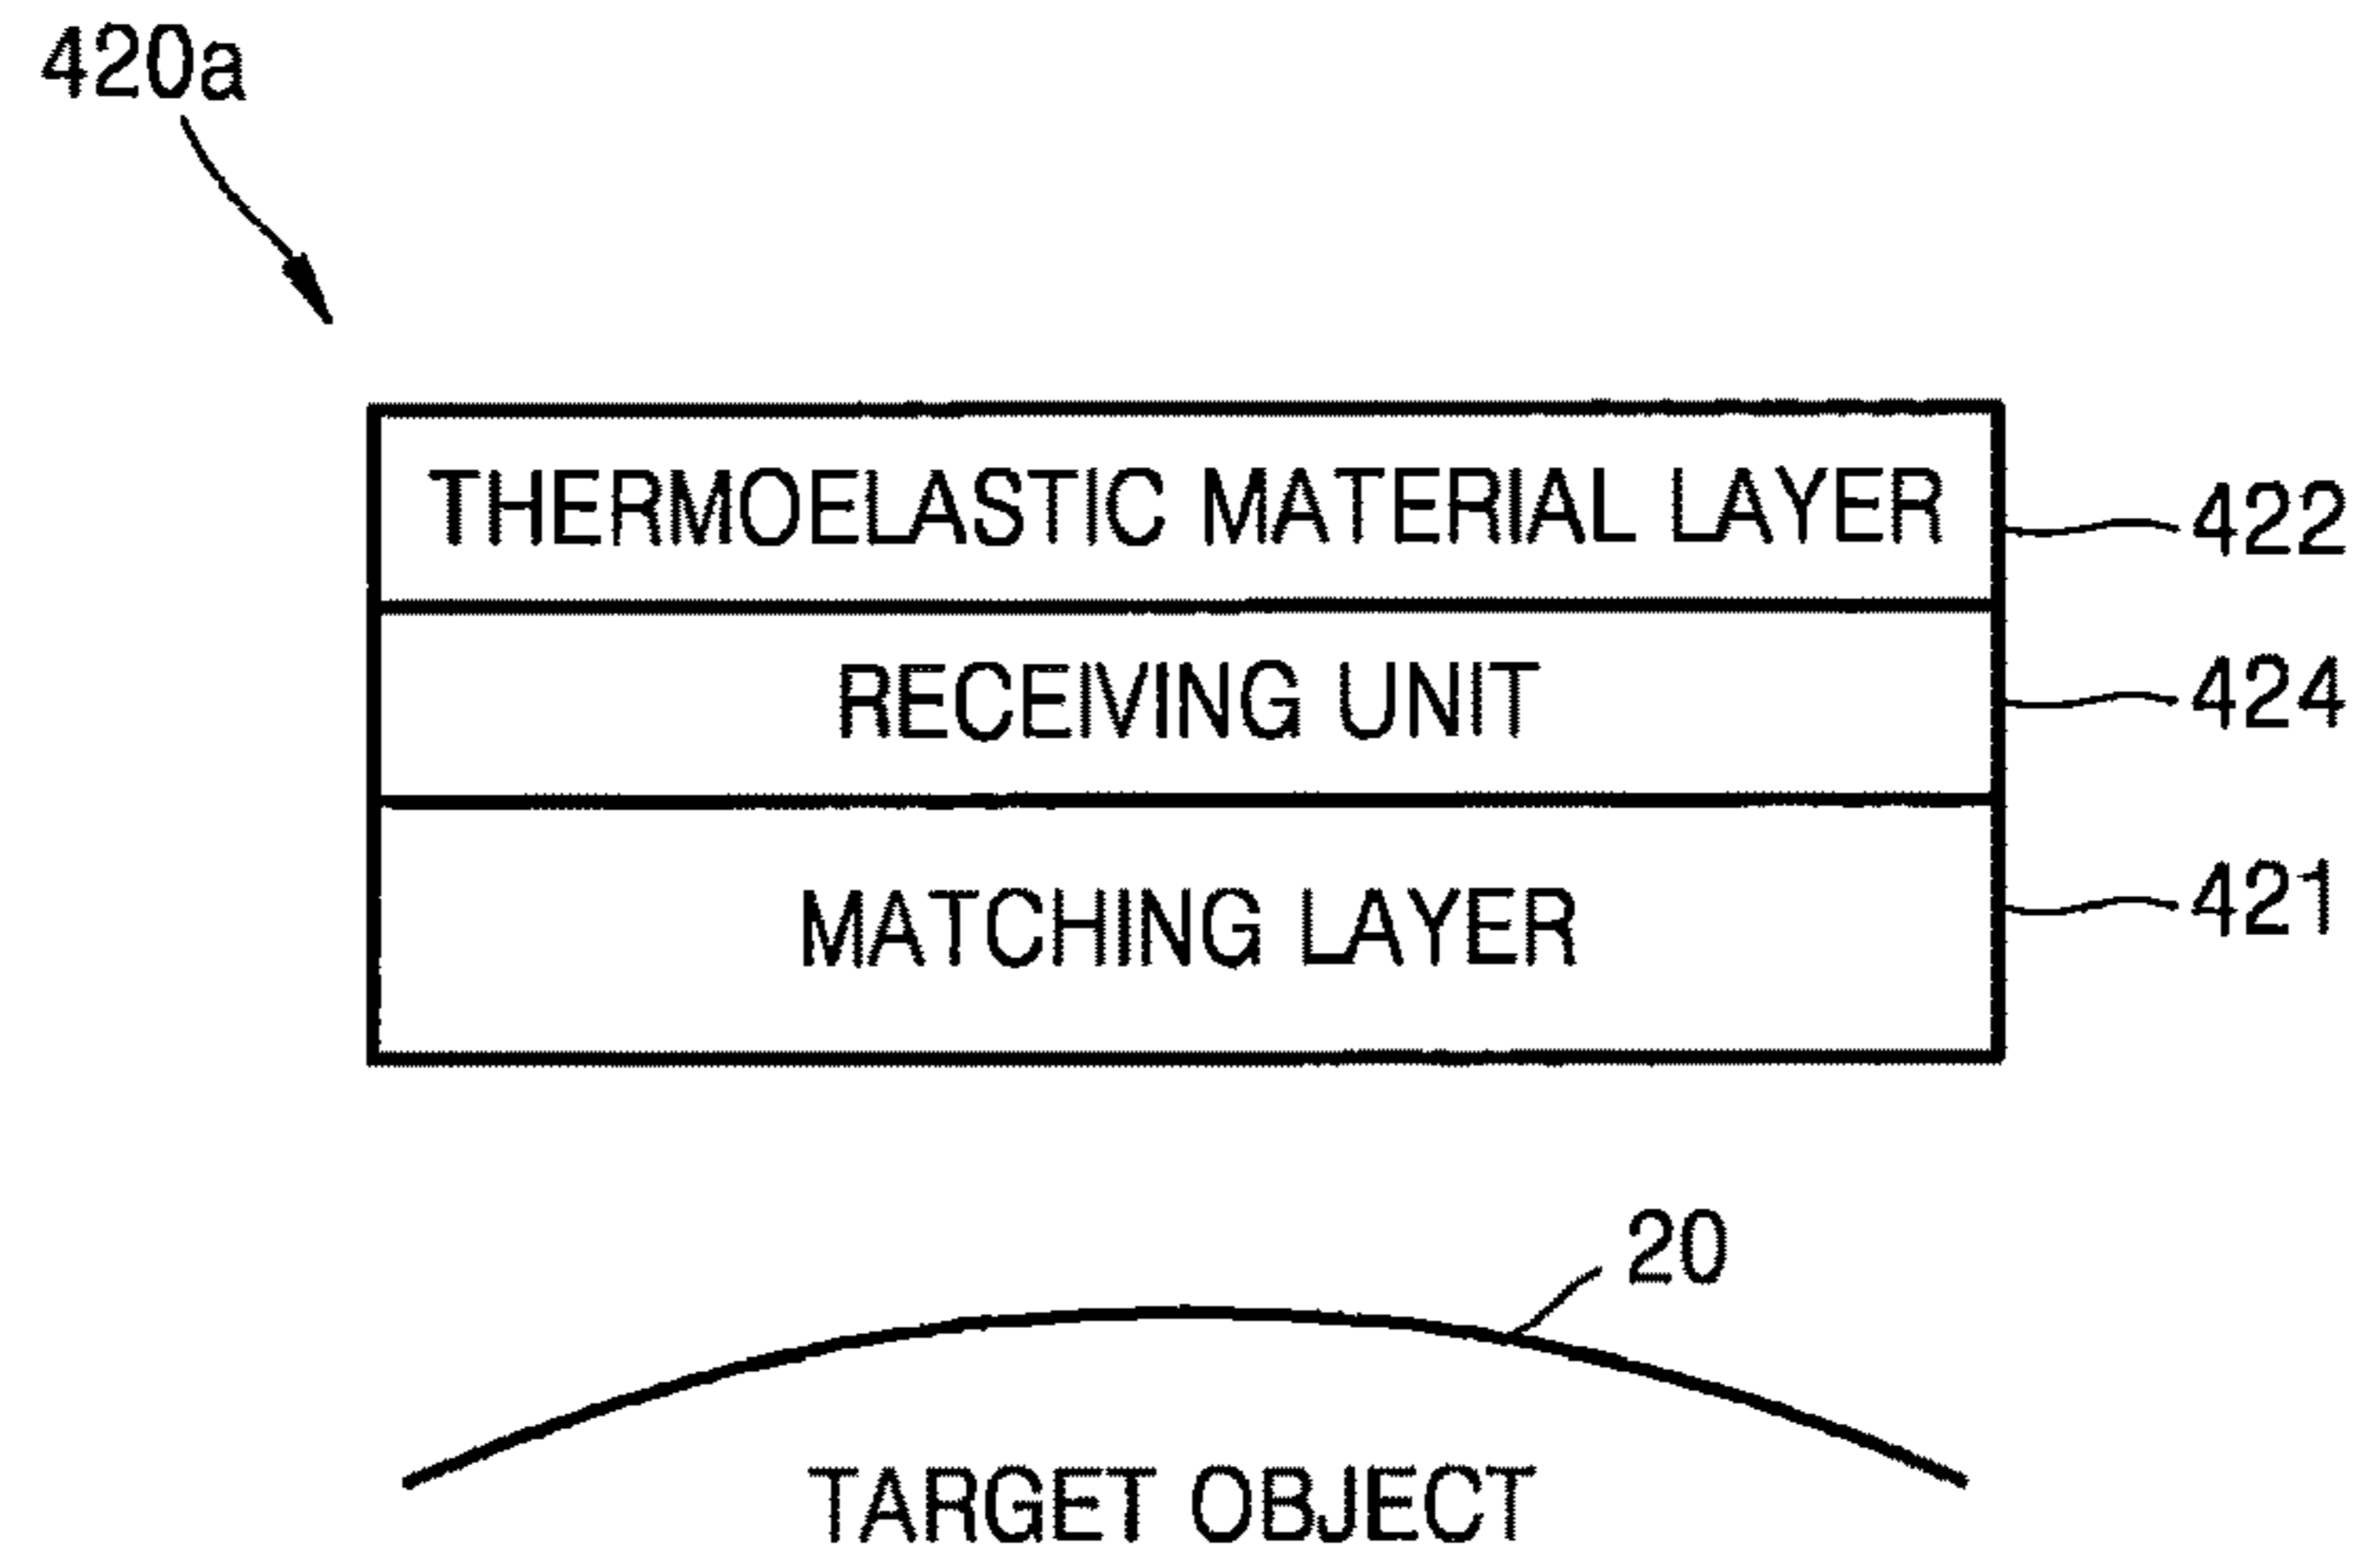 420a
THERMOELASTIC MATERIAL LAYER
422
RECEIVING UNIT
424
MATCHING LAYER
421
20
TARGET OBJECT